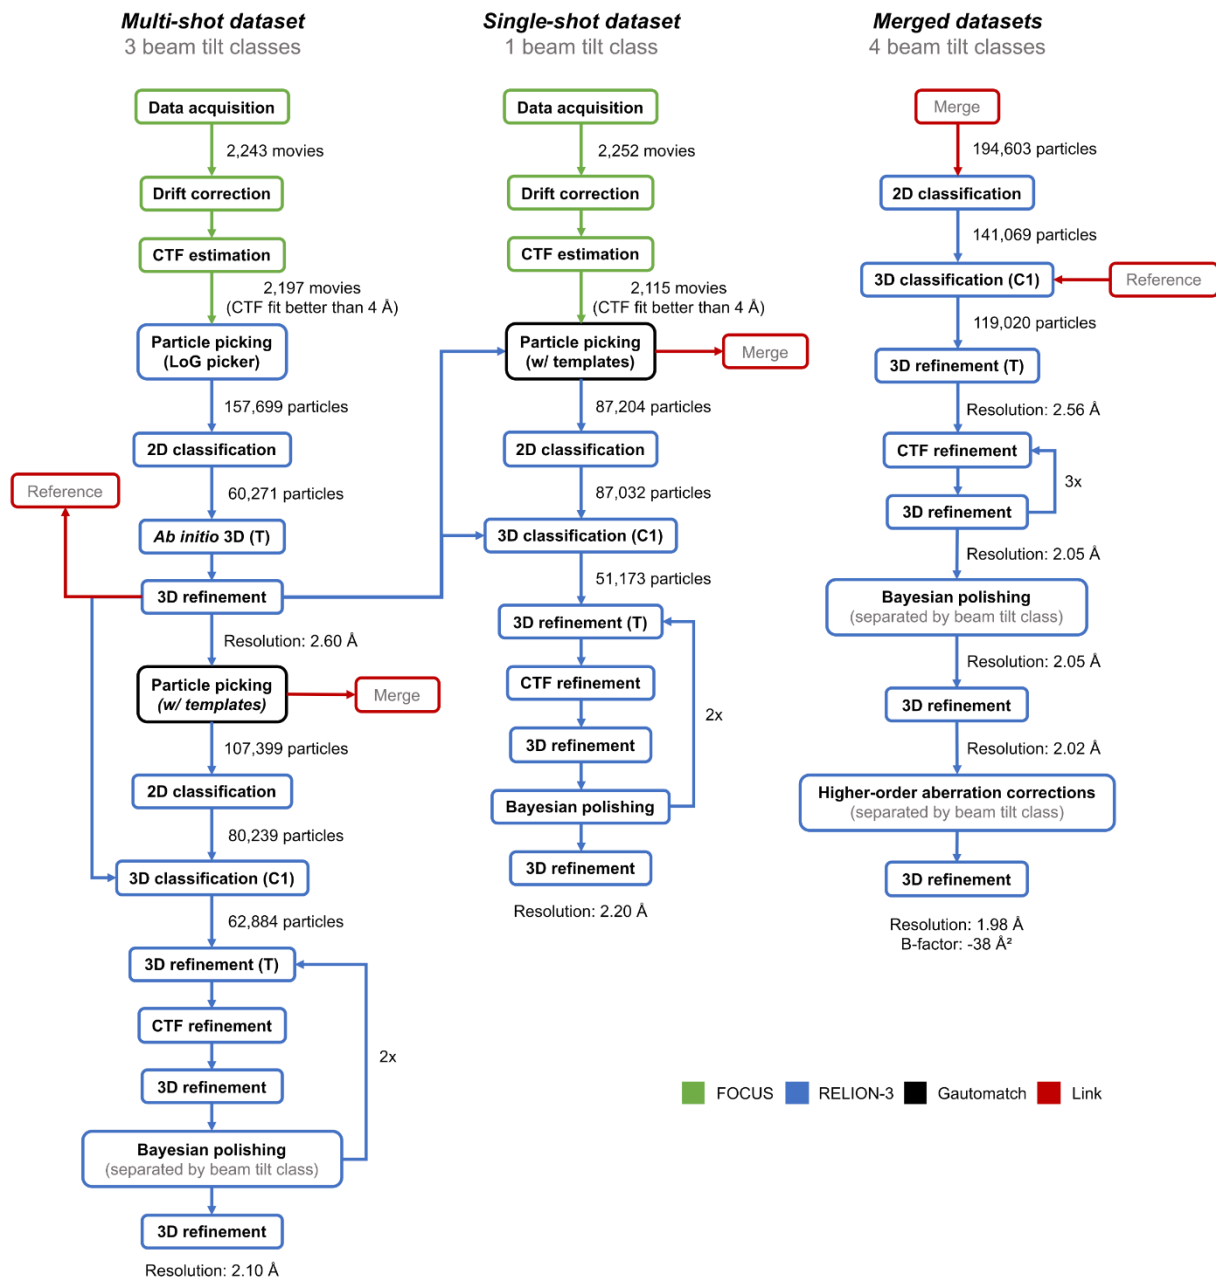 Multi-shot dataset
3 beam tilt classes
Data acquisition
2,243 movies
Drift correction
CTF estimation
2,197 movies
(CTF fit better than 4 Å)
Particle picking
(LoG picker)
157,699 particles
2D classification
60,271 particles
Reference
Ab initio 3D (T)
3D refinement
Resolution: 2.60 Å
Particle picking
(w/ templates)
Merge
107,399 particles
2D classification
80,239 particles
3D classification (C1)
62,884 particles
3D refinement (T)
CTF refinement
2x
3D refinement
Bayesian polishing
(separated by beam tilt class)
3D refinement
Resolution: 2.10 Å
Single-shot dataset
1 beam tilt class
Data acquisition
2,252 movies
Drift correction
CTF estimation
2,115 movies
(CTF fit better than 4 Å)
Particle picking
(w/ templates)
Merge
87,204 particles
2D classification
87,032 particles
3D classification (C1)
51,173 particles
3D refinement (T)
CTF refinement
2x
3D refinement
Bayesian polishing
3D refinement
Resolution: 2.20 Å
Merged datasets
4 beam tilt classes
Merge
194,603 particles
2D classification
141,069 particles
3D classification (C1)
Reference
119,020 particles
3D refinement (T)
Resolution: 2.56 Å
CTF refinement
3x
3D refinement
Resolution: 2.05 Å
Bayesian polishing
(separated by beam tilt class)
Resolution: 2.05 Å
3D refinement
Resolution: 2.02 Å
Higher-order aberration corrections
(separated by beam tilt class)
3D refinement
Resolution: 1.98 Å
B-factor: -38 Å²
FOCUS
RELION-3
Gautomatch
Link